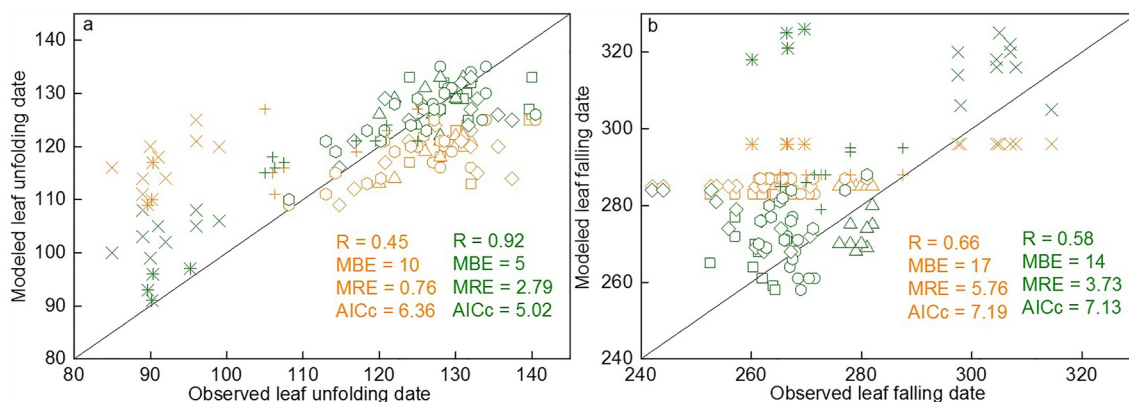 a
140
130
120
110
100
90
80
80 90 100 110 120 130 140
Modeled leaf unfolding date
Observed leaf unfolding date
R = 0.45
MBE = 10
MRE = 0.76
AICc = 6.36
R = 0.92
MBE = 5
MRE = 2.79
AICc = 5.02
b
320
300
280
260
240
240 260 280 300 320
Modeled leaf falling date
Observed leaf falling date
R = 0.66
MBE = 17
MRE = 5.76
AICc = 7.19
R = 0.58
MBE = 14
MRE = 3.73
AICc = 7.13